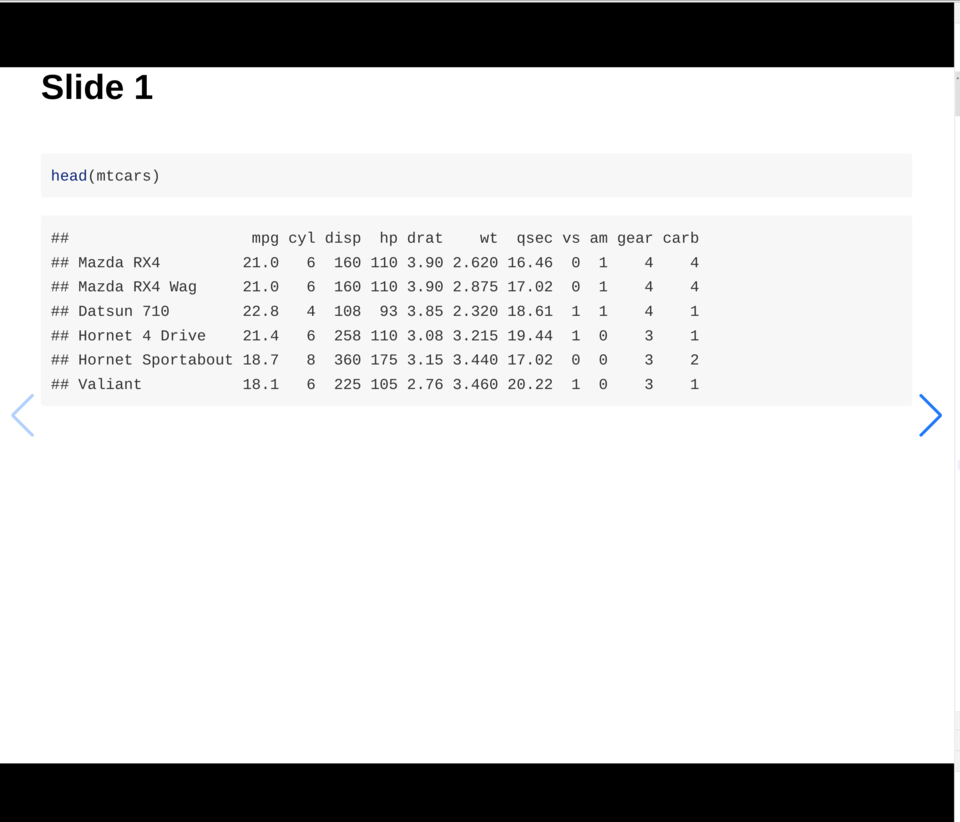 Slide 1
head(mtcars)
##                    mpg cyl disp  hp drat    wt  qsec vs am gear carb
## Mazda RX4         21.0   6  160 110 3.90 2.620 16.46  0  1    4    4
## Mazda RX4 Wag     21.0   6  160 110 3.90 2.875 17.02  0  1    4    4
## Datsun 710        22.8   4  108  93 3.85 2.320 18.61  1  1    4    1
## Hornet 4 Drive    21.4   6  258 110 3.08 3.215 19.44  1  0    3    1
## Hornet Sportabout 18.7   8  360 175 3.15 3.440 17.02  0  0    3    2
## Valiant           18.1   6  225 105 2.76 3.460 20.22  1  0    3    1